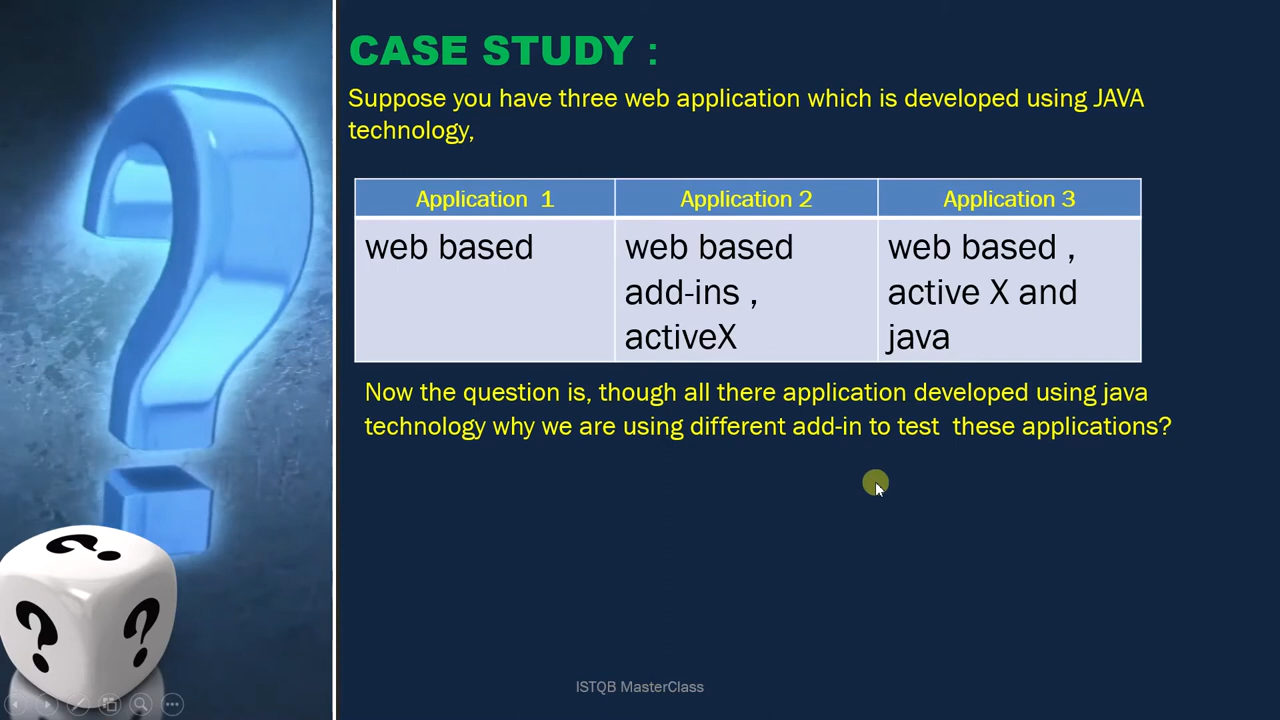 CASE STUDY :
Suppose you have three web application which is developed using JAVA
technology,
Application 1
Application 2
Application 3
web based
web based
add-ins ,
activeX
web based ,
active X and
java
Now the question is, though all there application developed using java
technology why we are using different add-in to test these applications?
ISTQB MasterClass